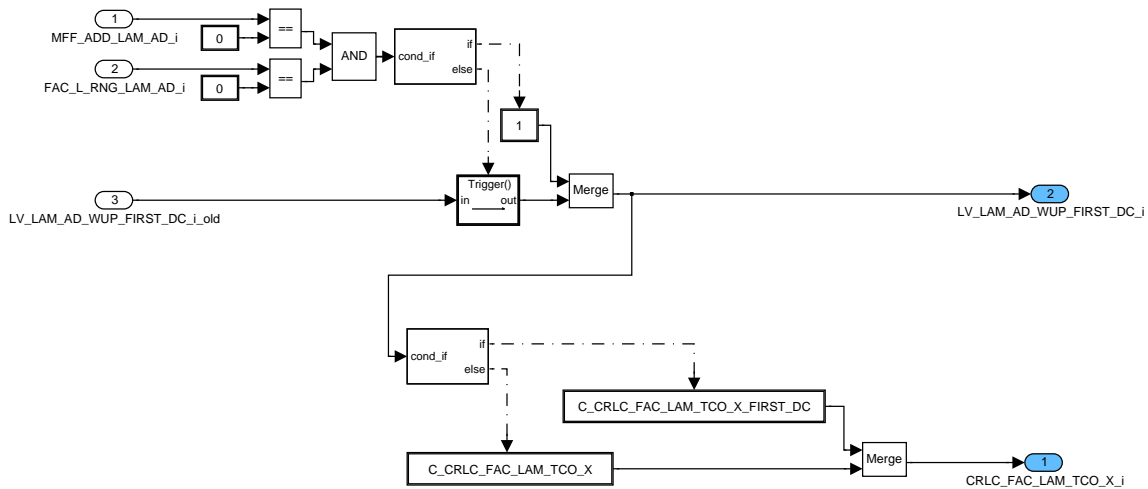 1
MFF_ADD_LAM_AD_i
0
==
2
FAC_L_RNG_LAM_AD_i
0
==
AND
cond_if
if
else
1
3
LV_LAM_AD_WUP_FIRST_DC_i_old
Trigger()
in
out
Merge
2
LV_LAM_AD_WUP_FIRST_DC_i
cond_if
if
else
C_CRLC_FAC_LAM_TCO_X_FIRST_DC
C_CRLC_FAC_LAM_TCO_X
Merge
1
CRLC_FAC_LAM_TCO_X_i